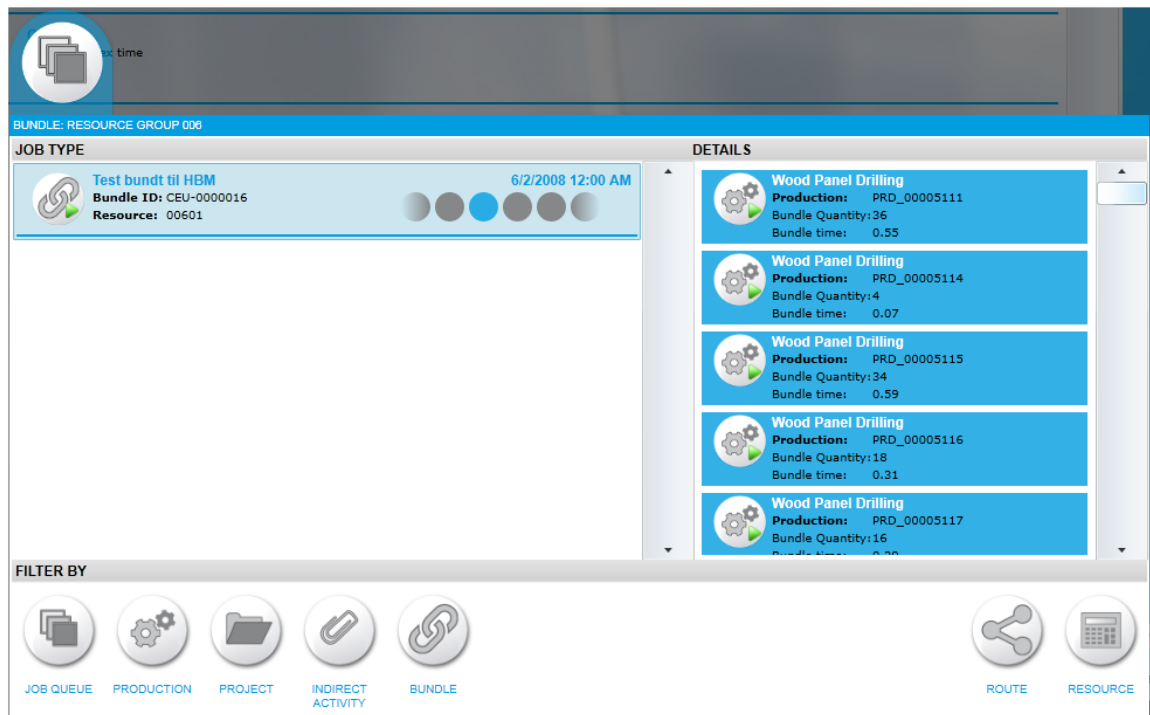 time
BUNDLE: RESOURCE GROUP 006
JOB TYPE
Test bundt til HBM
6/2/2008 12:00 AM
Bundle ID: CEU-0000016
Resource: 00601
DETAILS
Wood Panel Drilling
Production: PRD_00005111
Bundle Quantity:36
Bundle time: 0.55
Wood Panel Drilling
Production: PRD_00005114
Bundle Quantity:4
Bundle time: 0.07
Wood Panel Drilling
Production: PRD_00005115
Bundle Quantity:34
Bundle time: 0.59
Wood Panel Drilling
Production: PRD_00005116
Bundle Quantity:18
Bundle time: 0.31
Wood Panel Drilling
Production: PRD_00005117
Bundle Quantity:16
Bundle time:
FILTER BY
JOB QUEUE
PRODUCTION
PROJECT
INDIRECT
ACTIVITY
BUNDLE
ROUTE
RESOURCE